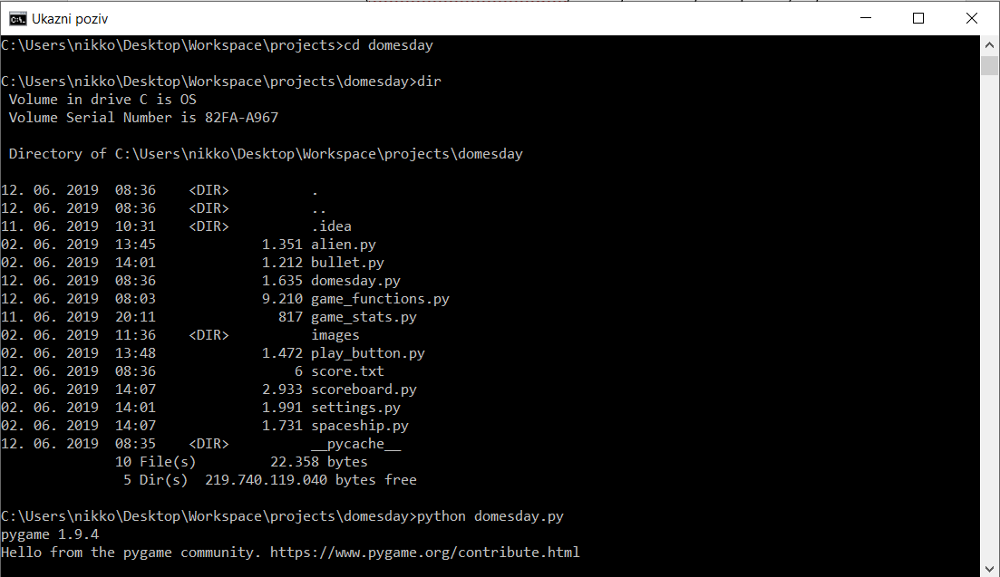 Ukazni poziv
C:\Users\nikko\Desktop\Workspace\projects>cd domesday
C:\Users\nikko\Desktop\Workspace\projects\domesday>dir
Volume in drive C is OS
Volume Serial Number is 82FA-A967
Directory of C:\Users\nikko\Desktop\Workspace\projects\domesday
12. 06. 2019  08:36    <DIR>          .
12. 06. 2019  08:36    <DIR>          ..
11. 06. 2019  10:31    <DIR>          .idea
02. 06. 2019  13:45             1.351 alien.py
02. 06. 2019  14:01             1.212 bullet.py
12. 06. 2019  08:36             1.635 domesday.py
12. 06. 2019  08:03             9.210 game_functions.py
11. 06. 2019  20:11               817 game_stats.py
02. 06. 2019  11:36    <DIR>          images
02. 06. 2019  13:48             1.472 play_button.py
12. 06. 2019  08:36                 6 score.txt
02. 06. 2019  14:07             2.933 scoreboard.py
02. 06. 2019  14:01             1.991 settings.py
02. 06. 2019  14:07             1.731 spaceship.py
12. 06. 2019  08:35    <DIR>          __pycache__
10 File(s)         22.358 bytes
5 Dir(s)  219.740.119.040 bytes free
C:\Users\nikko\Desktop\Workspace\projects\domesday>python domesday.py
pygame 1.9.4
Hello from the pygame community. https://www.pygame.org/contribute.html